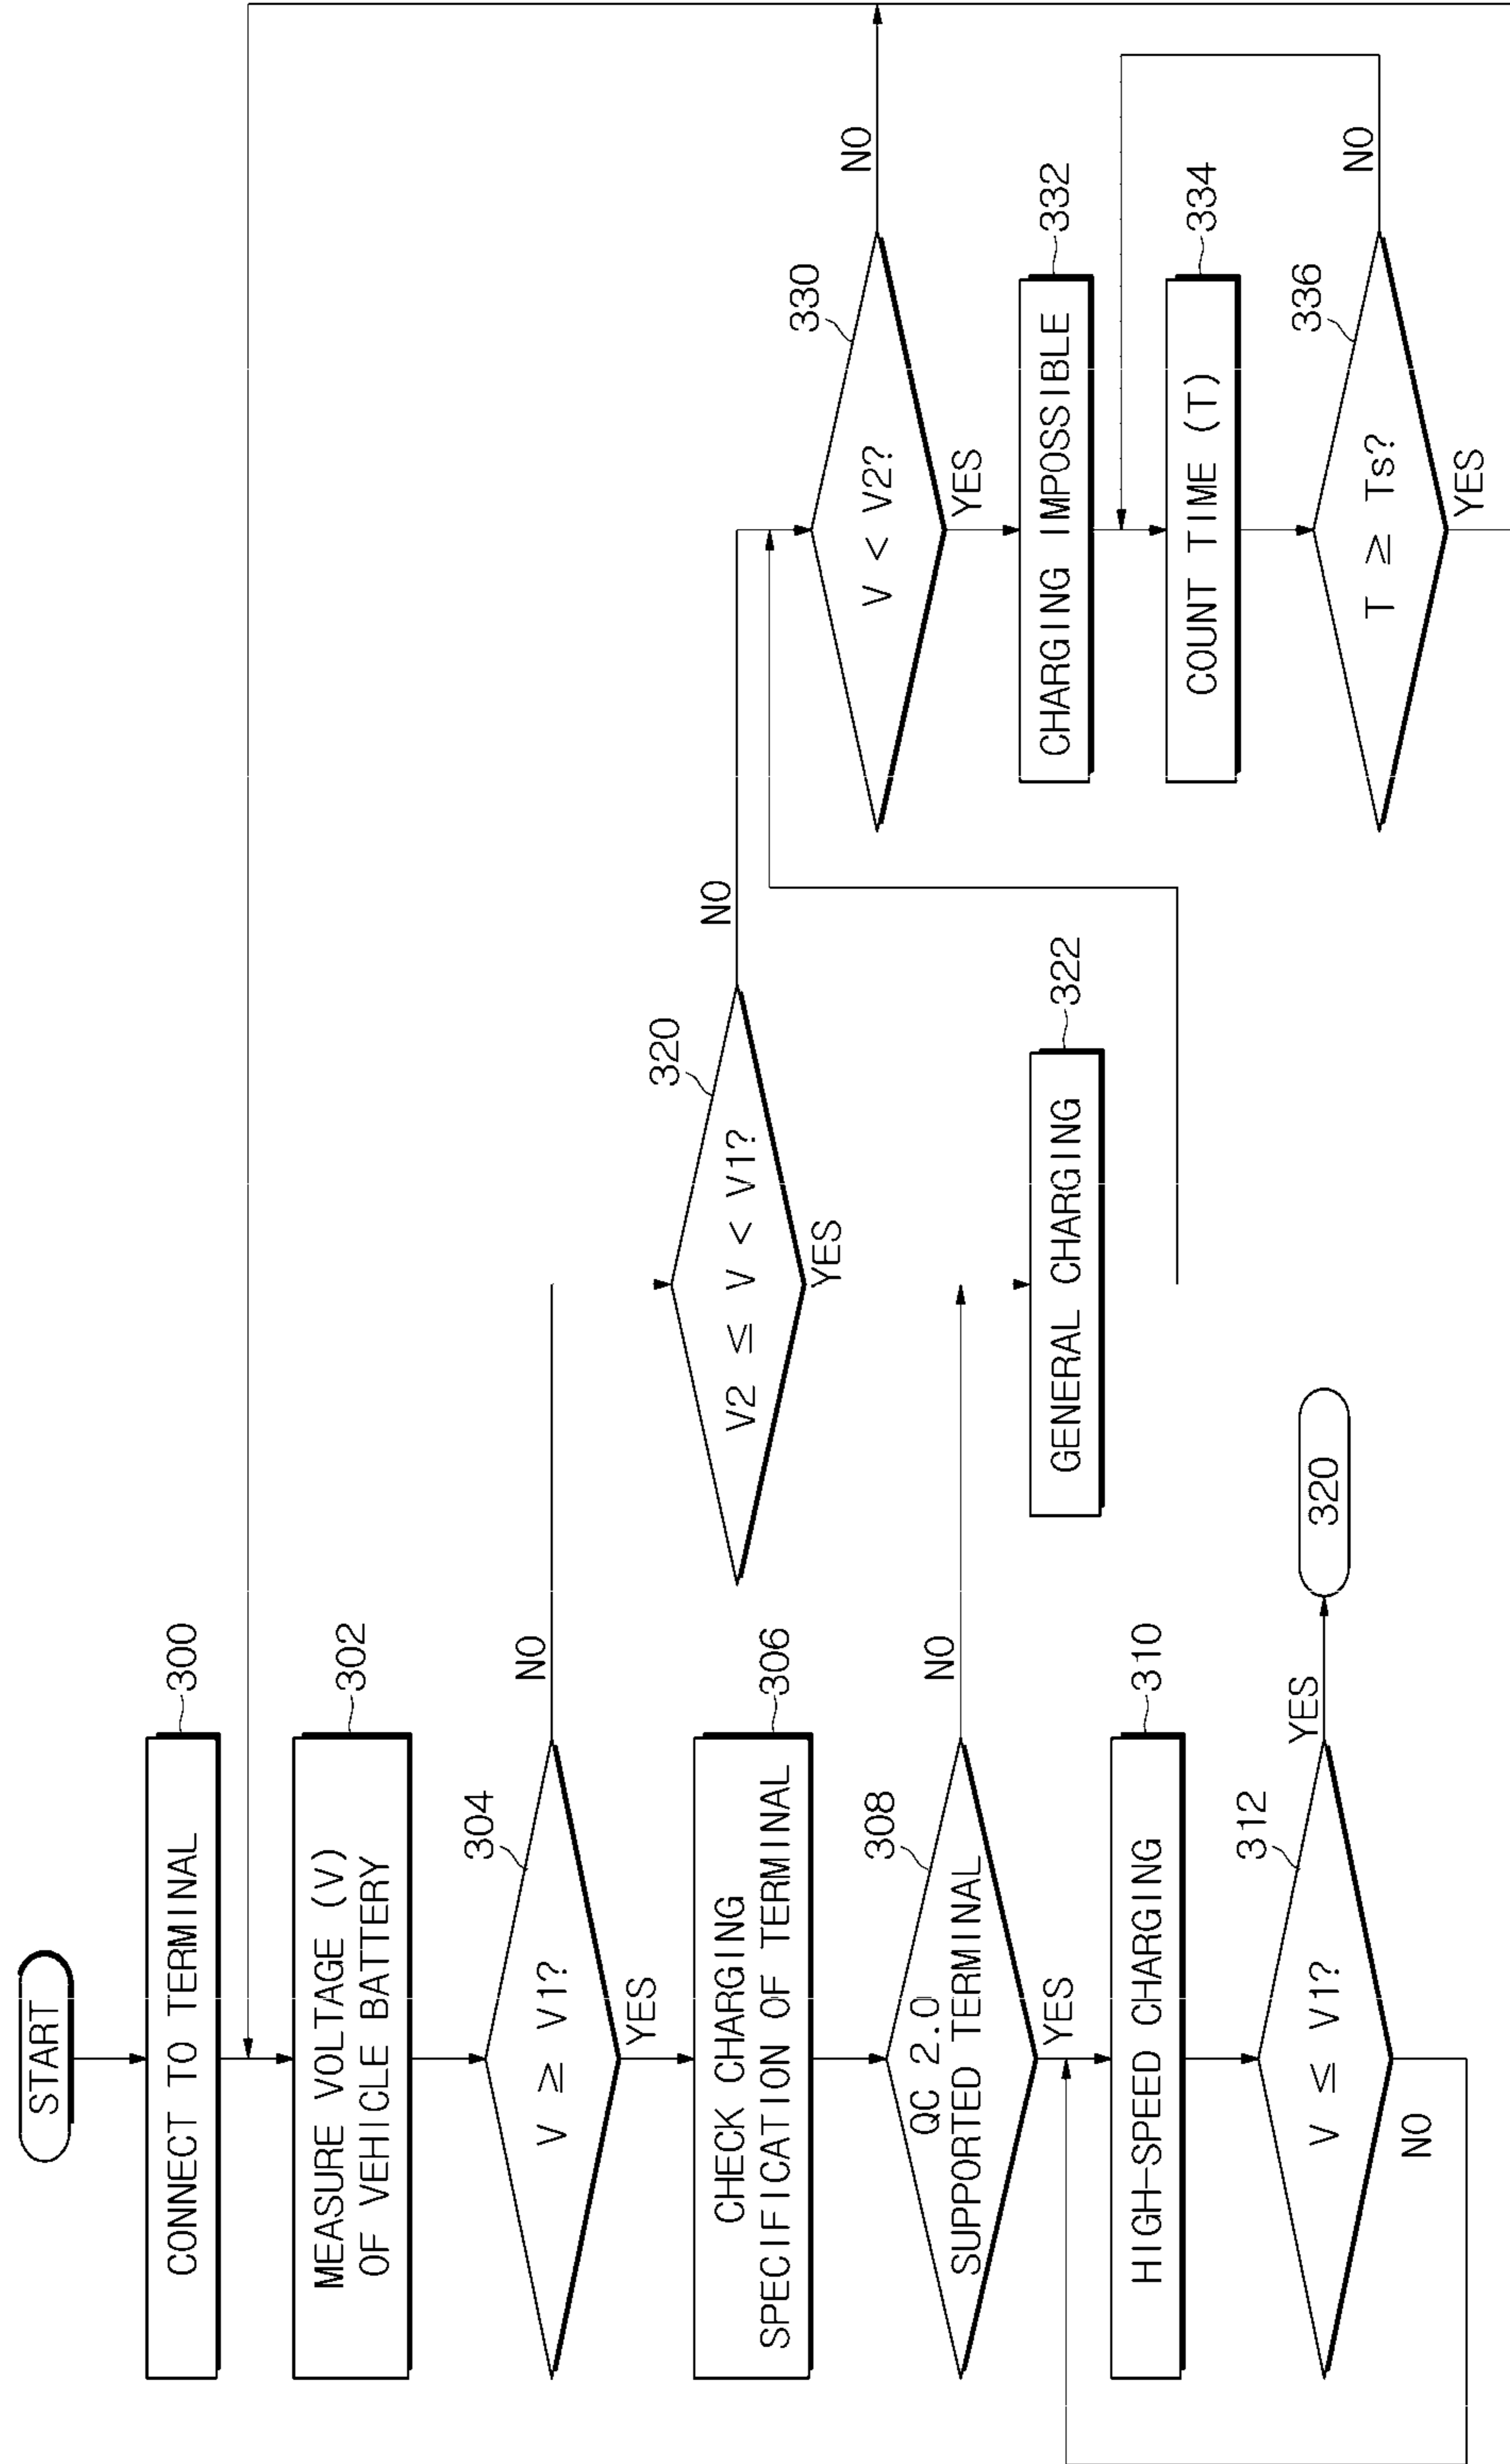 START
CONNECT TO TERMINAL
300
MEASURE VOLTAGE (V)
OF VEHICLE BATTERY
302
V ≥ V1?
304
NO
YES
CHECK CHARGING
SPECIFICATION OF TERMINAL
306
QC 2.0
SUPPORTED TERMINAL
308
NO
YES
HIGH-SPEED CHARGING
310
V ≤ V1?
312
YES
320
NO
V2 ≤ V < V1?
320
NO
YES
GENERAL CHARGING
322
V < V2?
330
NO
YES
CHARGING IMPOSSIBLE
332
COUNT TIME (T)
334
T ≥ Ts?
336
NO
YES